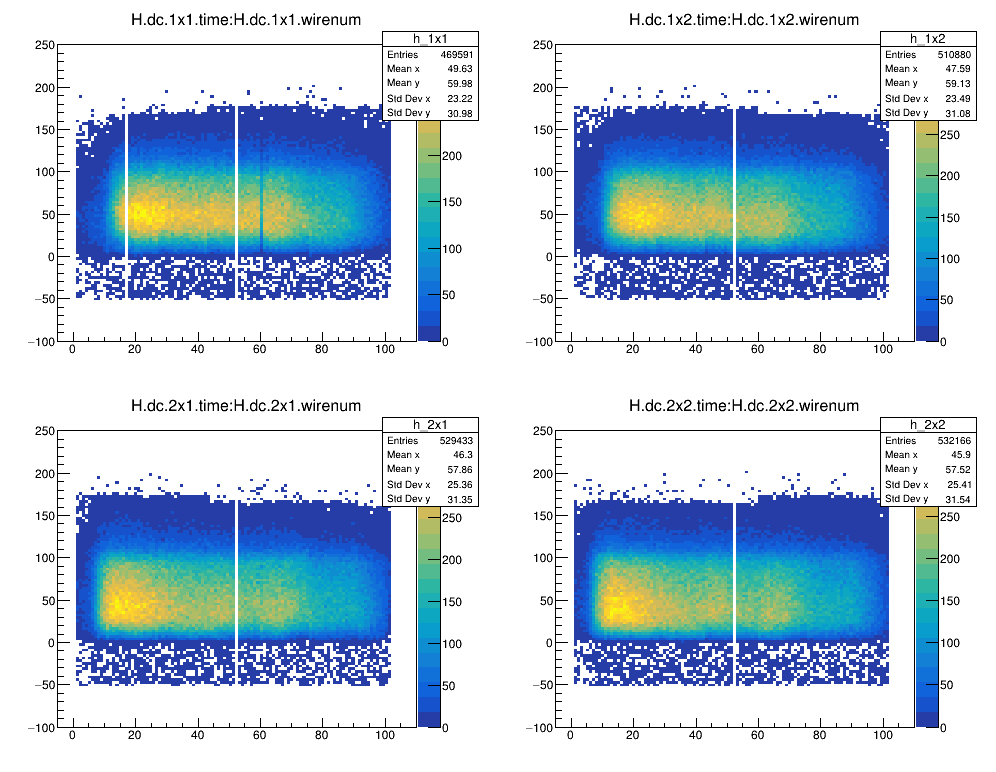 H.dc.1x1.time:H.dc.1x1.wirenum
h_1x1
Entries 469591
Mean x 49.63
Mean y 59.98
Std Dev x 23.22
Std Dev y 30.98
250
200
150
100
50
0
−50
−100
0 20 40 60 80 100
200
150
100
50
0
H.dc.1x2.time:H.dc.1x2.wirenum
h_1x2
Entries 510880
Mean x 47.59
Mean y 59.13
Std Dev x 23.49
Std Dev y 31.08
250
200
150
100
50
0
−50
−100
0 20 40 60 80 100
250
200
150
100
50
0
H.dc.2x1.time:H.dc.2x1.wirenum
h_2x1
Entries 529433
Mean x 46.3
Mean y 57.86
Std Dev x 25.36
Std Dev y 31.35
250
200
150
100
50
0
−50
−100
0 20 40 60 80 100
250
200
150
100
50
0
H.dc.2x2.time:H.dc.2x2.wirenum
h_2x2
Entries 532166
Mean x 45.9
Mean y 57.52
Std Dev x 25.41
Std Dev y 31.54
250
200
150
100
50
0
−50
−100
0 20 40 60 80 100
250
200
150
100
50
0